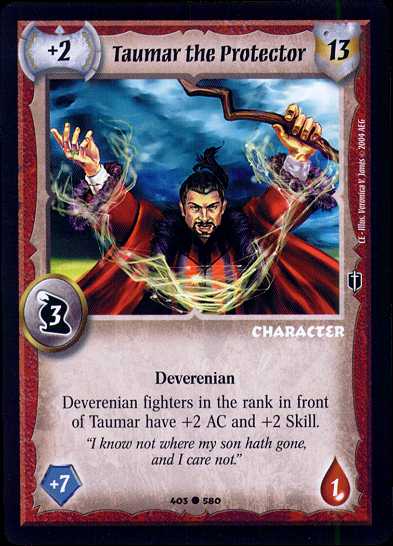 +2
Taumar the Protector
13
CE - Illus. Veronica V. Jones © 2004 AEG
3
CHARACTER
Deverenian
Deverenian fighters in the rank in front
of Taumar have +2 AC and +2 Skill.
“I know not where my son hath gone,
and I care not.”
+7
403 ● 580
1